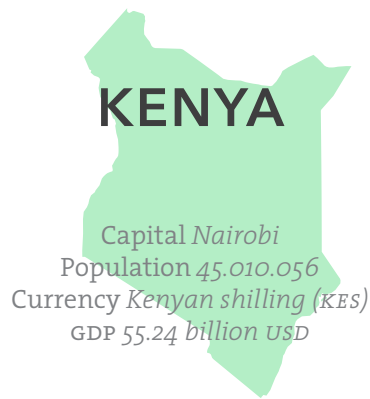 KENYA
Capital Nairobi
Population 45.010.056
Currency Kenyan shilling (KES)
GDP 55.24 billion USD